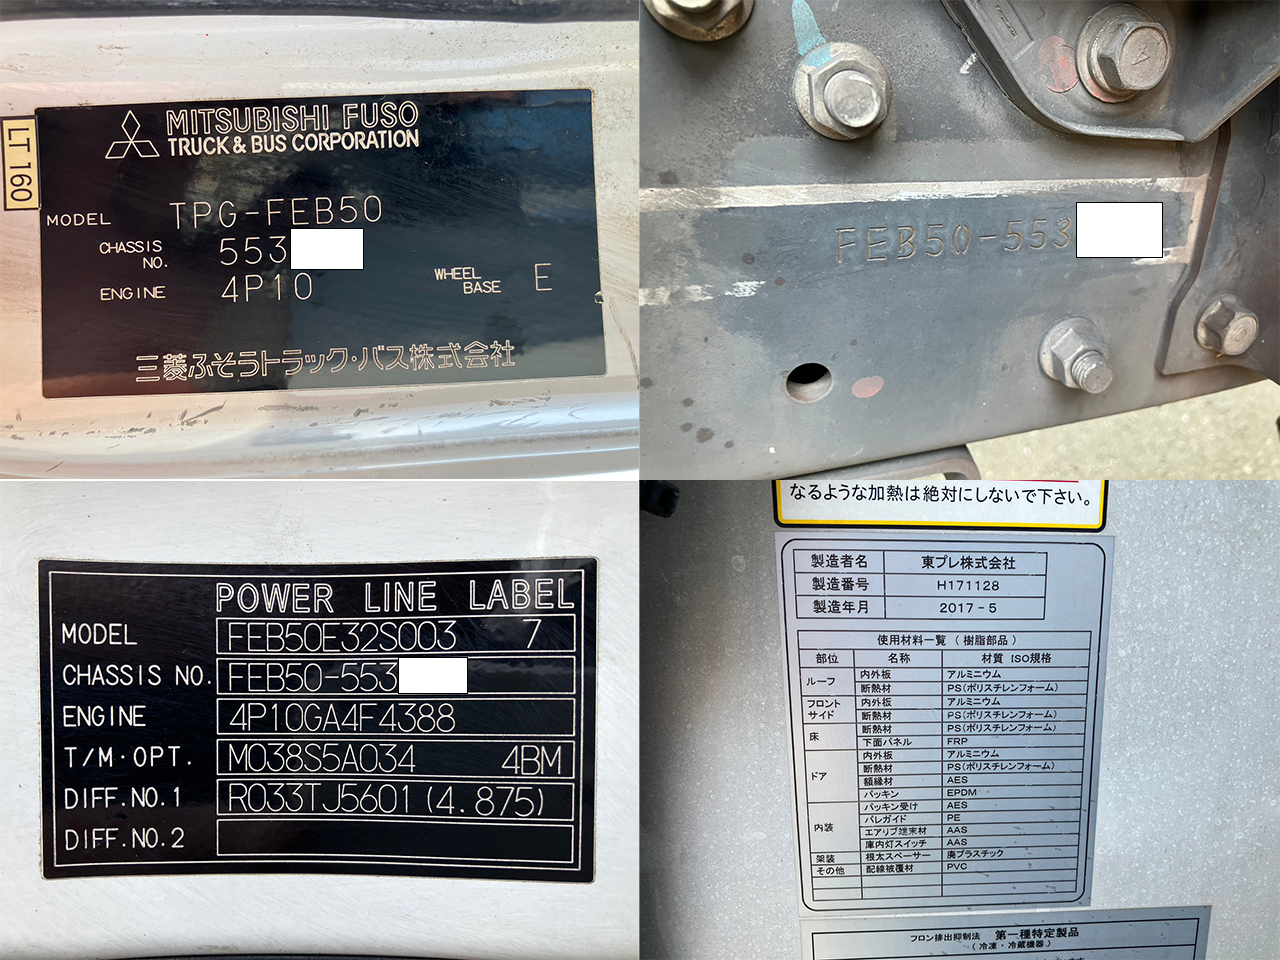 MITSUBISHI FUSO
TRUCK & BUS CORPORATION
LT 160
MODEL TPG-FEB50
CHASSIS NO. 553
ENGINE 4P10
WHEEL BASE E
三菱ふそうトラック・バス株式会社
FEB50-553
POWER LINE LABEL
MODEL FEB50E32S003 7
CHASSIS NO. FEB50-553
ENGINE 4P10GA4F4388
T/M・OPT. M038S5A034 4BM
DIFF.NO.1 R033TJ5601 (4.875)
DIFF.NO.2
なるような加熱は絶対にしないで下さい。
製造者名 東プレ株式会社
製造番号 H171128
製造年月 2017-5
使用材料一覧(樹脂部品)
部位 名称 材質 ISO規格
ルーフ 内外板 アルミニウム
断熱材 PS(ポリスチレンフォーム)
フロントサイド 内外板 アルミニウム
断熱材 PS(ポリスチレンフォーム)
床 断熱材 PS(ポリスチレンフォーム)
下面パネル FRP
ドア 内外板 アルミニウム
断熱材 PS(ポリスチレンフォーム)
額縁材 AES
パッキン EPDM
内装 パッキン受け AES
バレガイド PE
エアリブ端末材 AAS
庫内灯スイッチ AAS
架装 根太スペーサー 廃プラスチック
その他 配線被覆材 PVC
フロン排出抑制法 第一種特定製品
(冷凍・冷蔵機器)